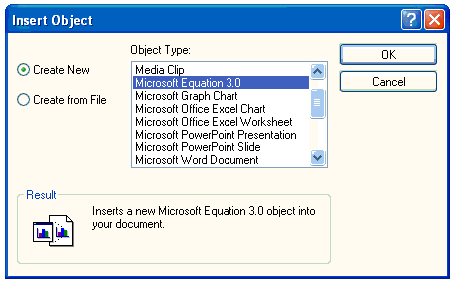 Insert Object
Object Type:
Create New
Create from File
Media Clip
Microsoft Equation 3.0
Microsoft Graph Chart
Microsoft Office Excel Chart
Microsoft Office Excel Worksheet
Microsoft PowerPoint Presentation
Microsoft PowerPoint Slide
Microsoft Word Document
OK
Cancel
Result
Inserts a new Microsoft Equation 3.0 object into
your document.